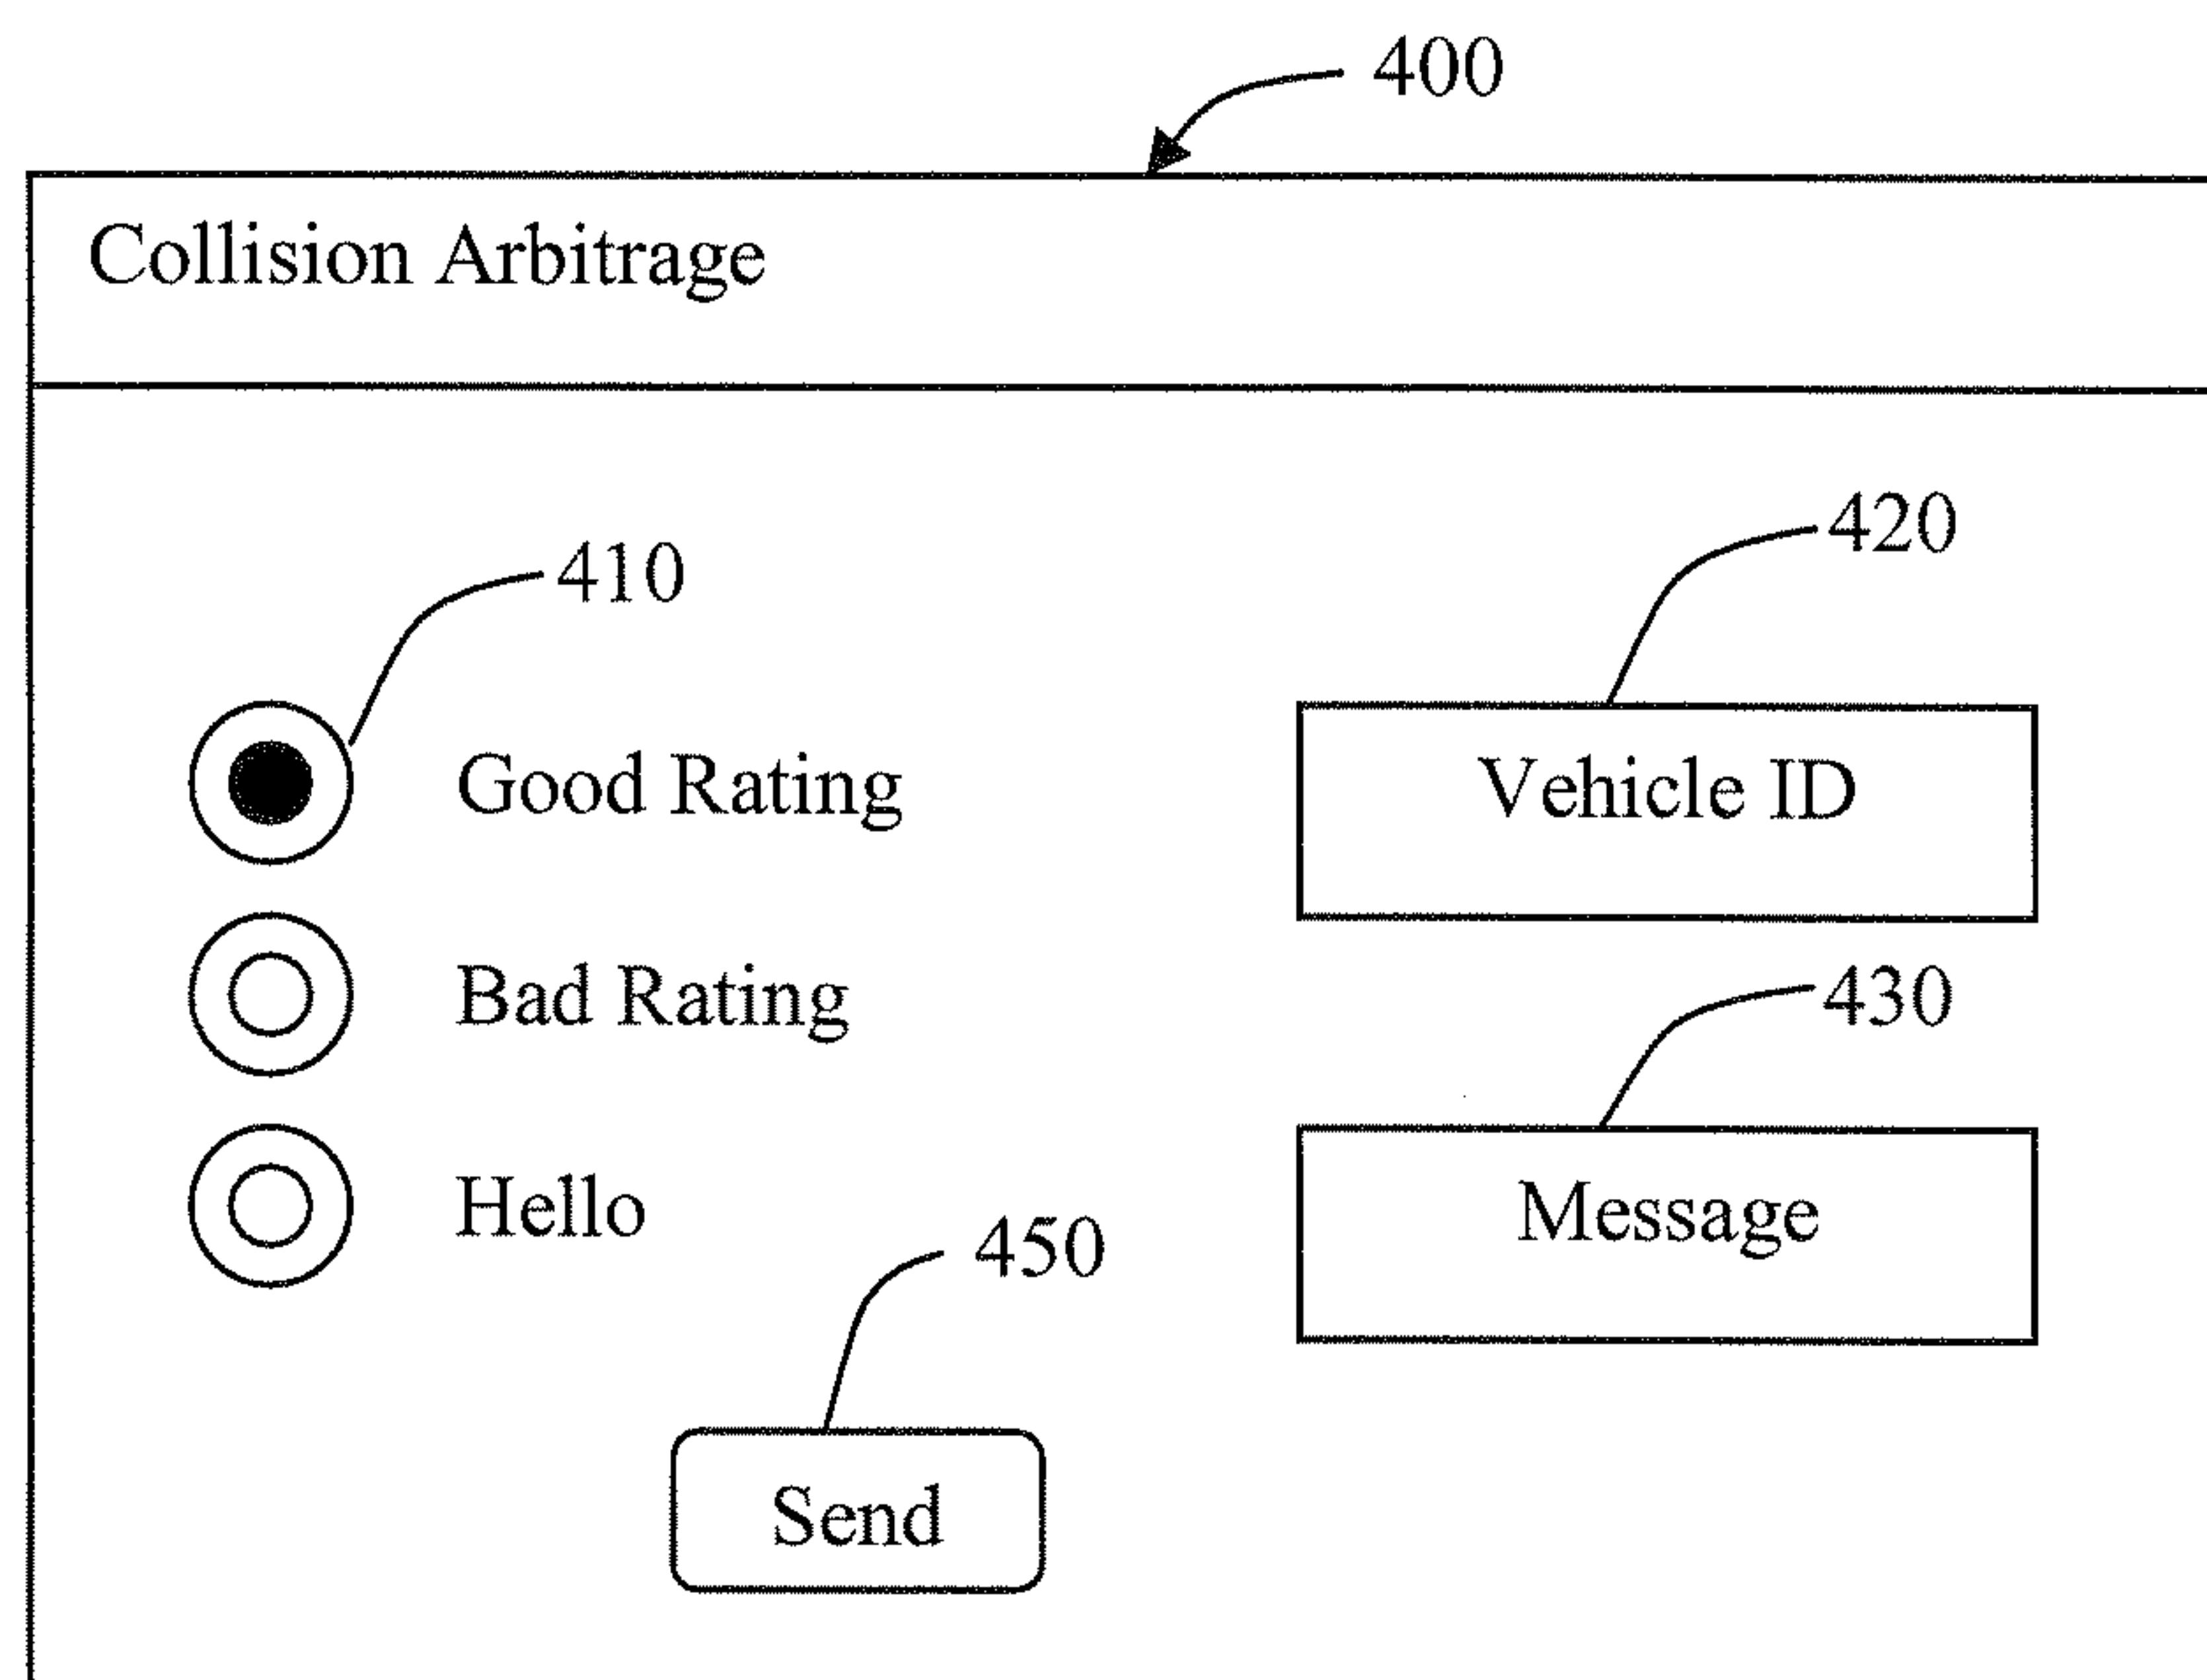 400
Collision Arbitrage
410
420
Good Rating
Vehicle ID
Bad Rating
430
Hello
Message
450
Send